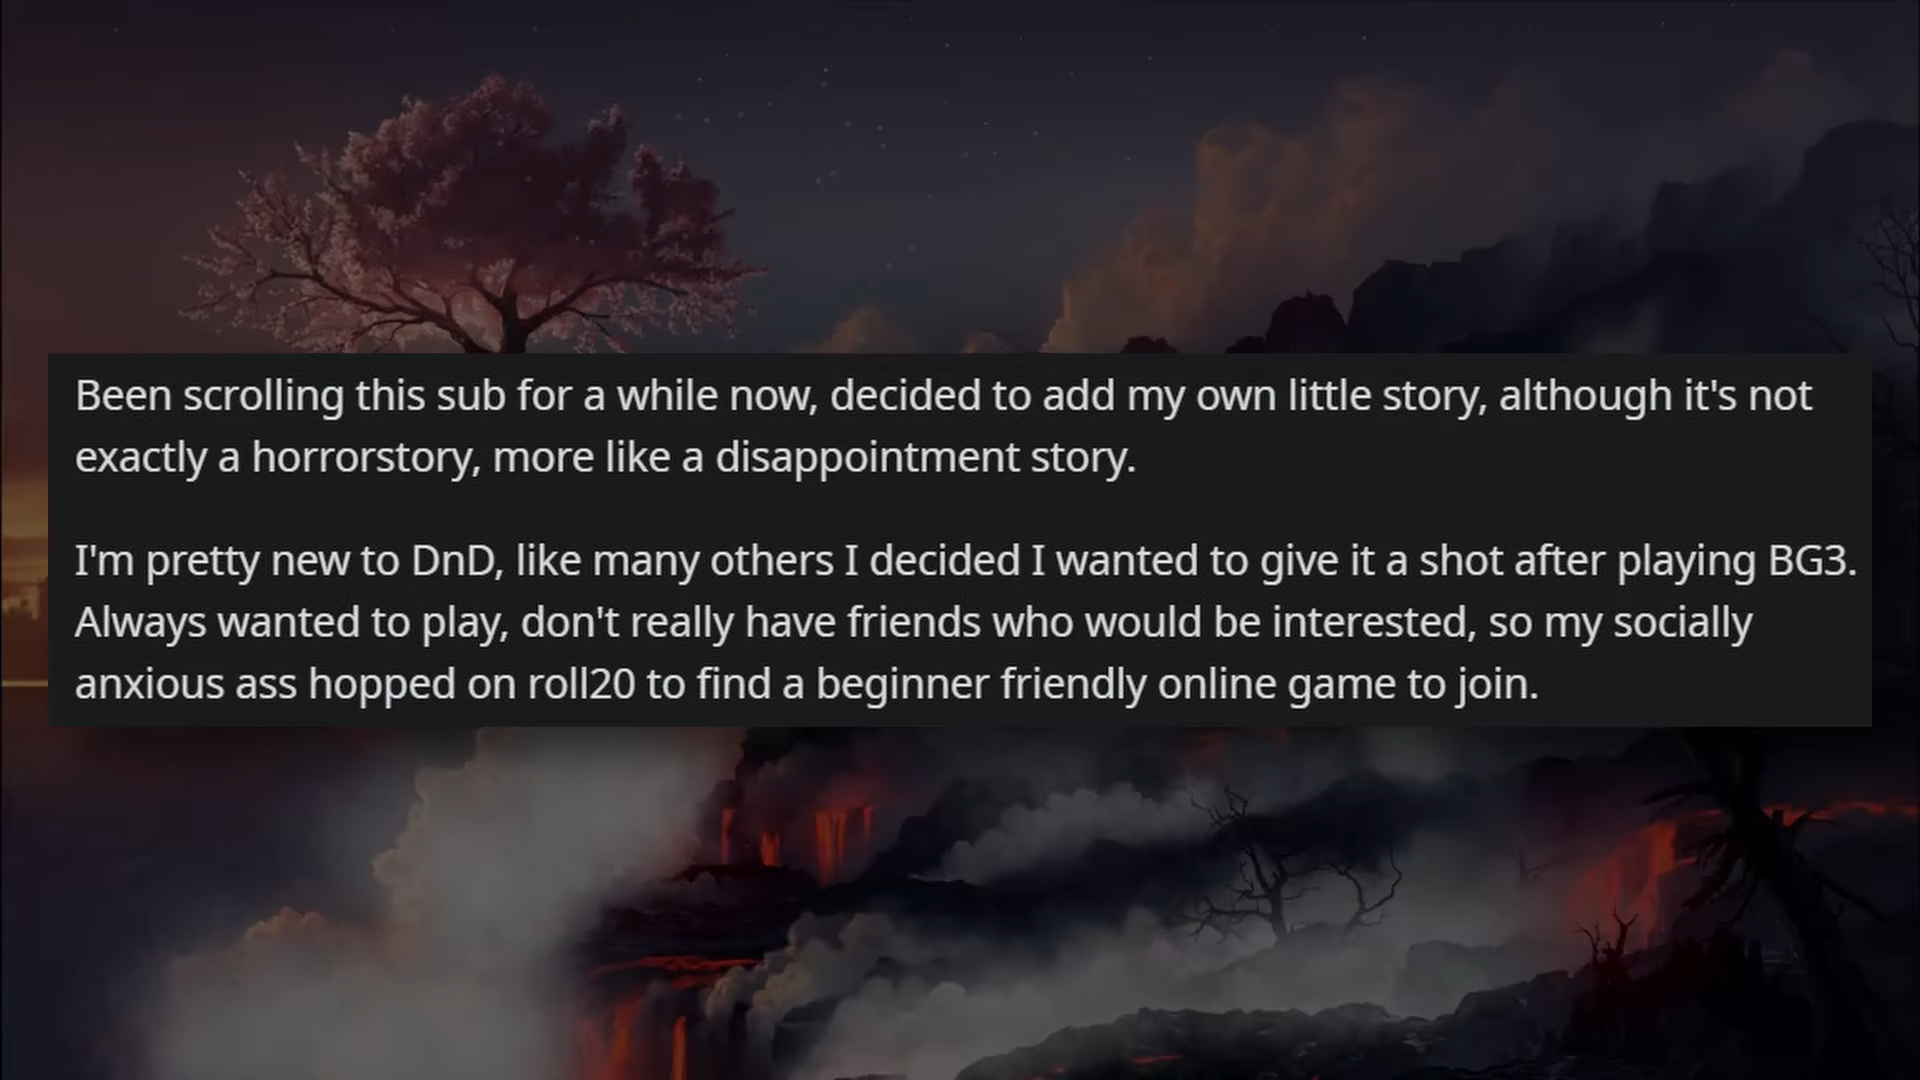 Been scrolling this sub for a while now, decided to add my own little story, although it's not
exactly a horrorstory, more like a disappointment story.
I'm pretty new to DnD, like many others I decided I wanted to give it a shot after playing BG3.
Always wanted to play, don't really have friends who would be interested, so my socially
anxious ass hopped on roll20 to find a beginner friendly online game to join.